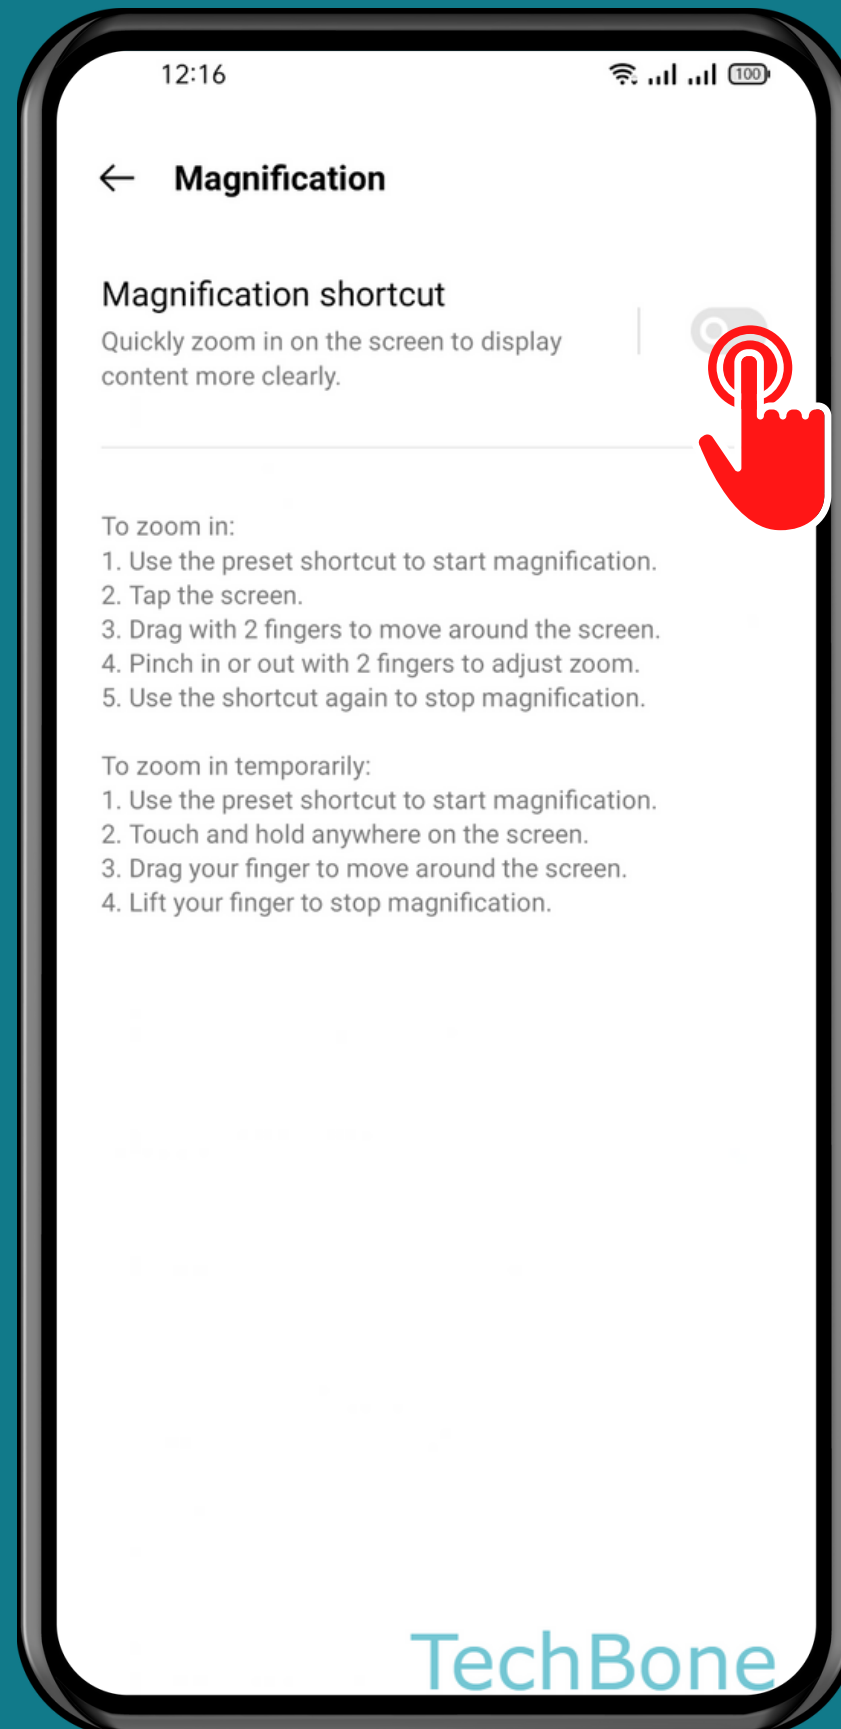 12:16
100
Magnification
Magnification shortcut
Quickly zoom in on the screen to display
content more clearly.
To zoom in:
1. Use the preset shortcut to start magnification.
2. Tap the screen.
3. Drag with 2 fingers to move around the screen.
4. Pinch in or out with 2 fingers to adjust zoom.
5. Use the shortcut again to stop magnification.
To zoom in temporarily:
1. Use the preset shortcut to start magnification.
2. Touch and hold anywhere on the screen.
3. Drag your finger to move around the screen.
4. Lift your finger to stop magnification.
TechBone